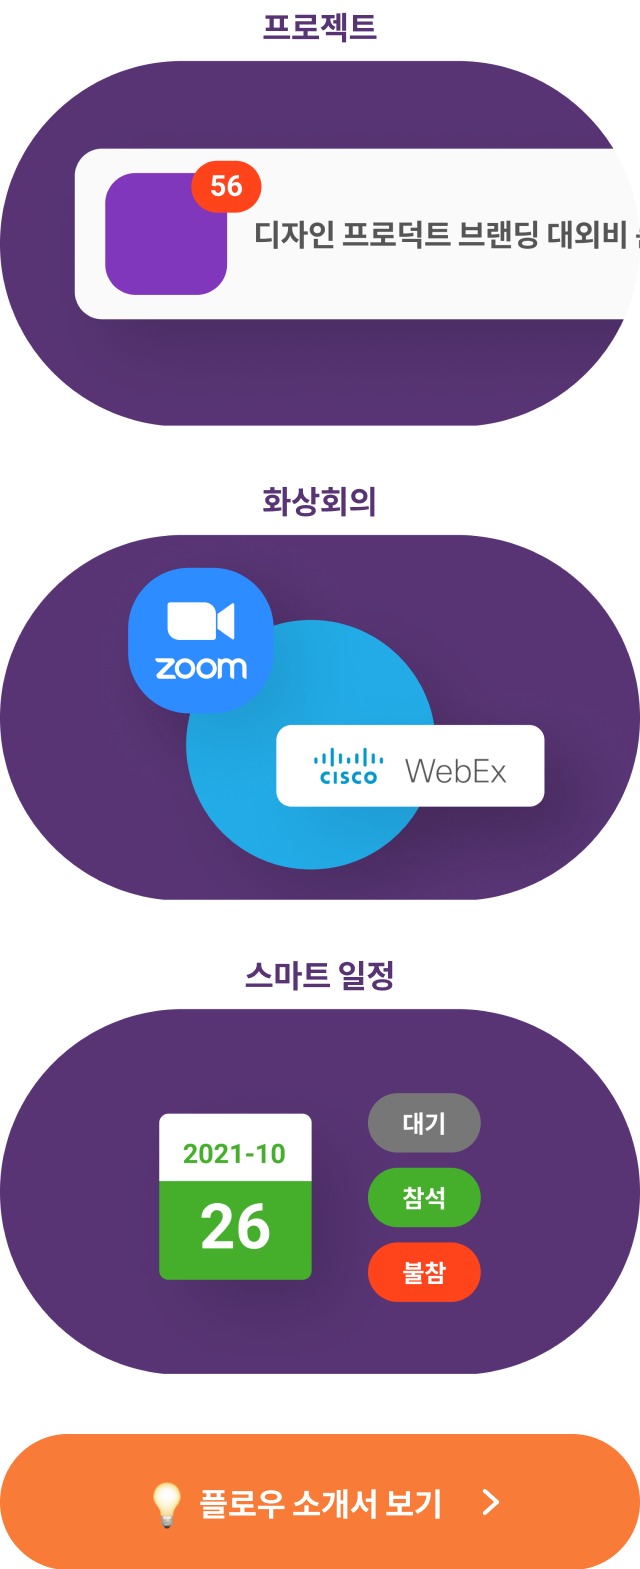 프로젝트
56
디자인 프로덕트 브랜딩 대외비
화상회의
zoom
CISCO WebEx
스마트 일정
2021-10
26
대기
참석
불참
플로우 소개서 보기